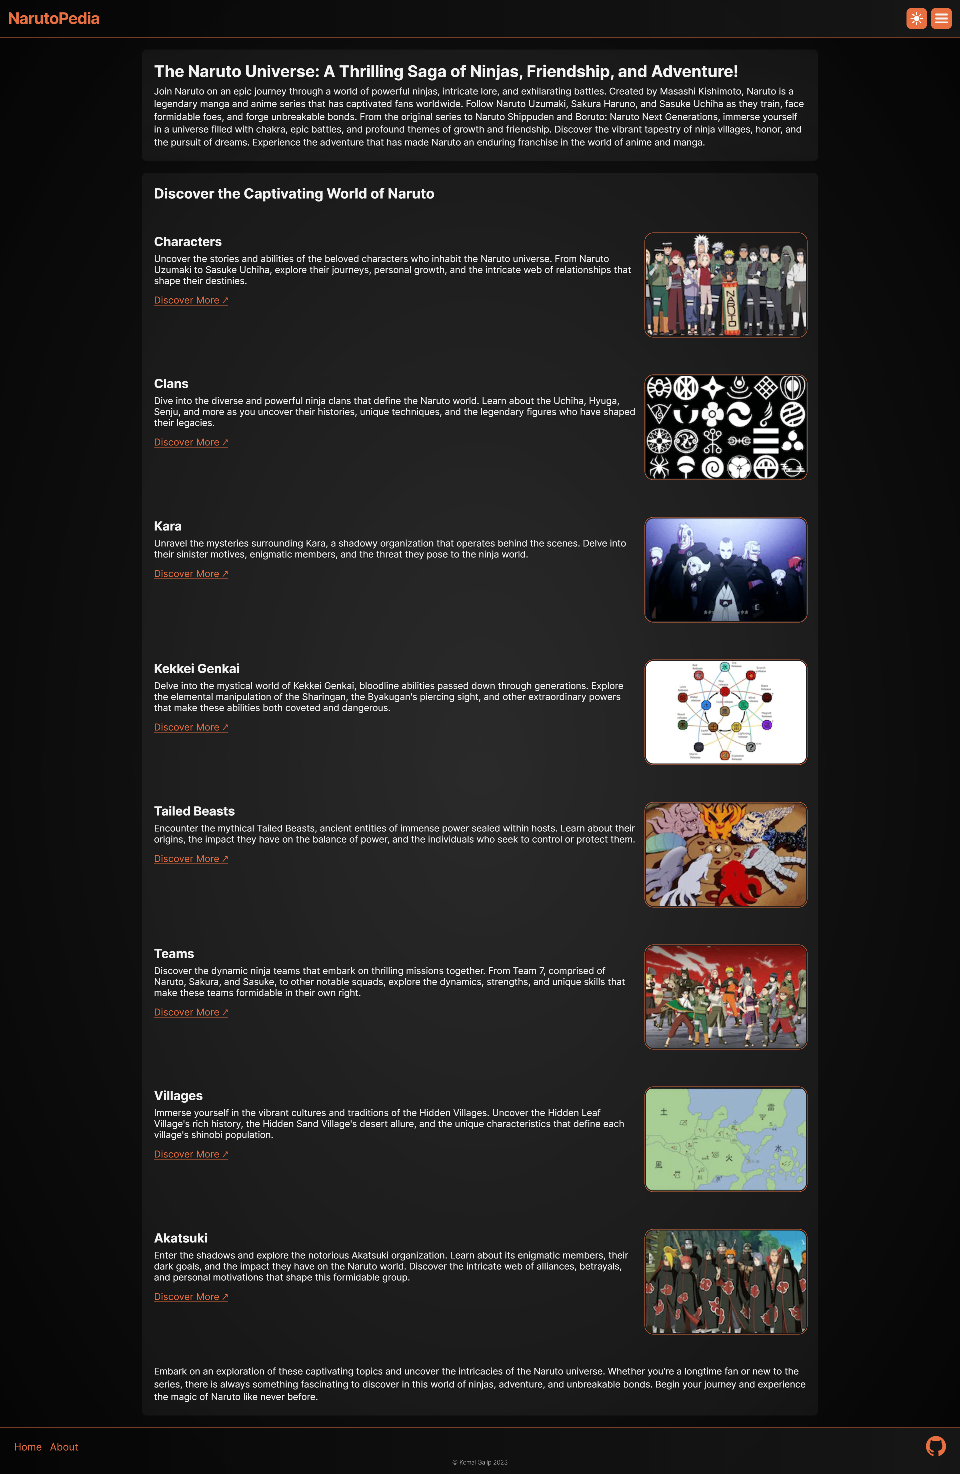 NarutoPedia
The Naruto Universe: A Thrilling Saga of Ninjas, Friendship, and Adventure!
Join Naruto on an epic journey through a world of powerful ninjas, intricate lore, and exhilarating battles. Created by Masashi Kishimoto, Naruto is a
legendary manga and anime series that has captivated fans worldwide. Follow Naruto Uzumaki, Sakura Haruno, and Sasuke Uchiha as they train, face
formidable foes, and forge unbreakable bonds. From the original series to Naruto Shippuden and Boruto: Naruto Next Generations, immerse yourself
in a universe filled with chakra, epic battles, and profound themes of growth and friendship. Discover the vibrant tapestry of ninja villages, honor, and
the pursuit of dreams. Experience the adventure that has made Naruto an enduring franchise in the world of anime and manga.
Discover the Captivating World of Naruto
Characters
Uncover the stories and abilities of the beloved characters who inhabit the Naruto universe. From Naruto
Uzumaki to Sasuke Uchiha, explore their journeys, personal growth, and the intricate web of relationships that
shape their destinies.
Discover More ↗
NARUTO
Clans
Dive into the diverse and powerful ninja clans that define the Naruto world. Learn about the Uchiha, Hyuga,
Senju, and more as you uncover their histories, unique techniques, and the legendary figures who have shaped
their legacies.
Discover More ↗
Kara
Unravel the mysteries surrounding Kara, a shadowy organization that operates behind the scenes. Delve into
their sinister motives, enigmatic members, and the threat they pose to the ninja world.
Discover More ↗
Kekkei Genkai
Delve into the mystical world of Kekkei Genkai, bloodline abilities passed down through generations. Explore
the elemental manipulation of the Sharingan, the Byakugan's piercing sight, and other extraordinary powers
that make these abilities both coveted and dangerous.
Discover More ↗
Tailed Beasts
Encounter the mythical Tailed Beasts, ancient entities of immense power sealed within hosts. Learn about their
origins, the impact they have on the balance of power, and the individuals who seek to control or protect them.
Discover More ↗
Teams
Discover the dynamic ninja teams that embark on thrilling missions together. From Team 7, comprised of
Naruto, Sakura, and Sasuke, to other notable squads, explore the dynamics, strengths, and unique skills that
make these teams formidable in their own right.
Discover More ↗
Villages
Immerse yourself in the vibrant cultures and traditions of the Hidden Villages. Uncover the Hidden Leaf
Village's rich history, the Hidden Sand Village's desert allure, and the unique characteristics that define each
village's shinobi population.
Discover More ↗
土 雷
火 水
風
Akatsuki
Enter the shadows and explore the notorious Akatsuki organization. Learn about its enigmatic members, their
dark goals, and the impact they have on the Naruto world. Discover the intricate web of alliances, betrayals,
and personal motivations that shape this formidable group.
Discover More ↗
Embark on an exploration of these captivating topics and uncover the intricacies of the Naruto universe. Whether you're a longtime fan or new to the
series, there is always something fascinating to discover in this world of ninjas, adventure, and unbreakable bonds. Begin your journey and experience
the magic of Naruto like never before.
Home About
© Kemal Galip 2023